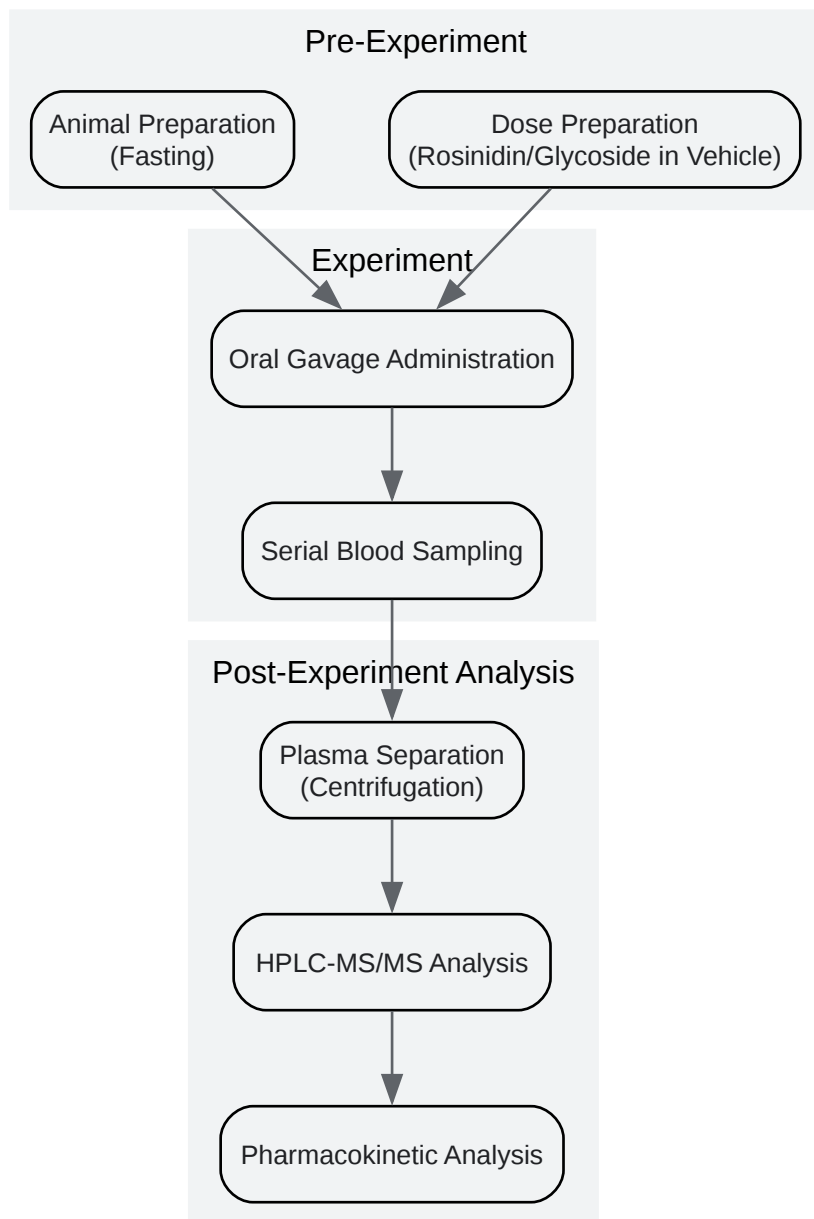 Pre-Experiment
Animal Preparation
(Fasting)
Dose Preparation
(Rosinidin/Glycoside in Vehicle)
Experiment
Oral Gavage Administration
Serial Blood Sampling
Post-Experiment Analysis
Plasma Separation
(Centrifugation)
HPLC-MS/MS Analysis
Pharmacokinetic Analysis